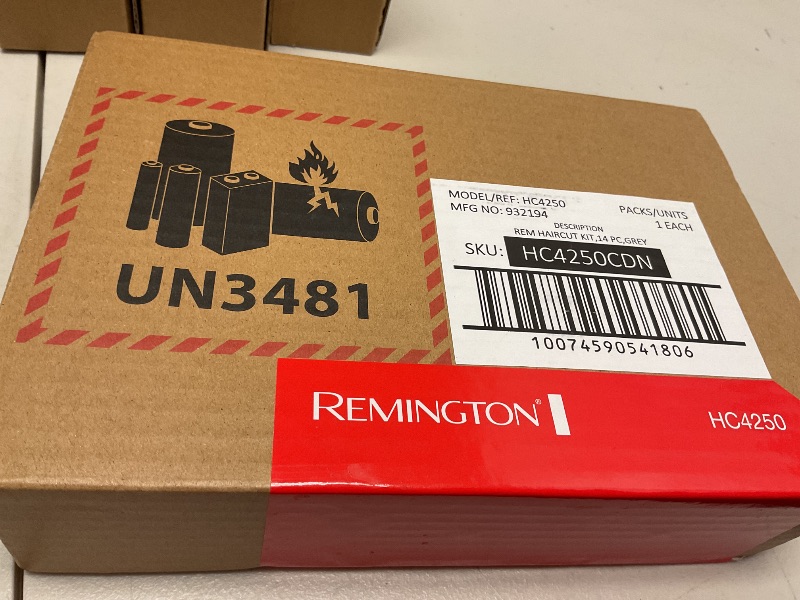 UN3481
MODEL/REF: HC4250
MFG NO: 932194
PACKS/UNITS
1 EACH
DESCRIPTION
REM HAIRCUT KIT,14 PC,GREY
SKU: HC4250CDN
10074590541806
REMINGTON®
HC4250